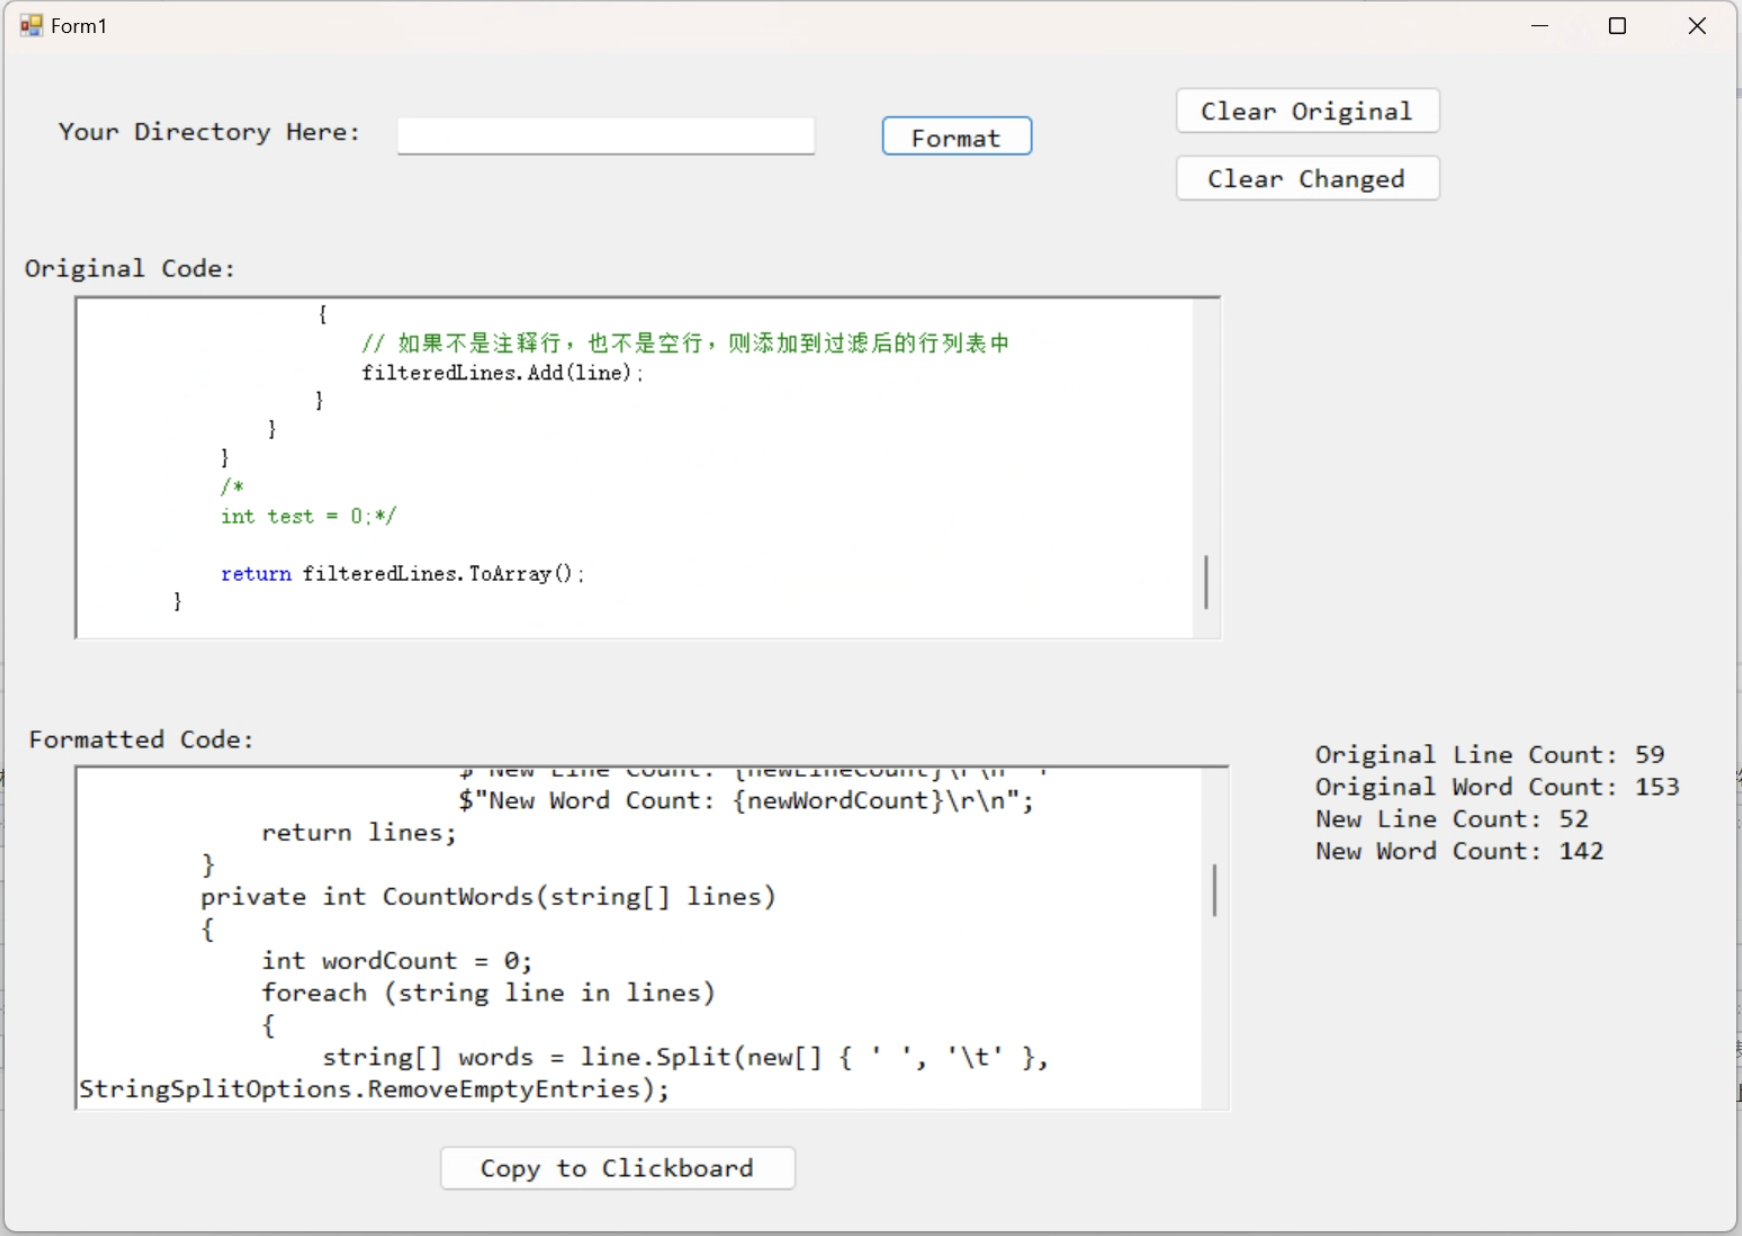 Form1
Your Directory Here:
Format
Clear Original
Clear Changed
Original Code:
{
// 如果不是注释行，也不是空行，则添加到过滤后的行列表中
filteredLines.Add(line);
}
}
}
/*
int test = 0;*/
return filteredLines.ToArray();
}
Formatted Code:
$"New Line Count: {newLineCount}\r\n" +
$"New Word Count: {newWordCount}\r\n";
return lines;
}
private int CountWords(string[] lines)
{
int wordCount = 0;
foreach (string line in lines)
{
string[] words = line.Split(new[] { ' ', '\t' },
StringSplitOptions.RemoveEmptyEntries);
Original Line Count: 59
Original Word Count: 153
New Line Count: 52
New Word Count: 142
Copy to Clickboard